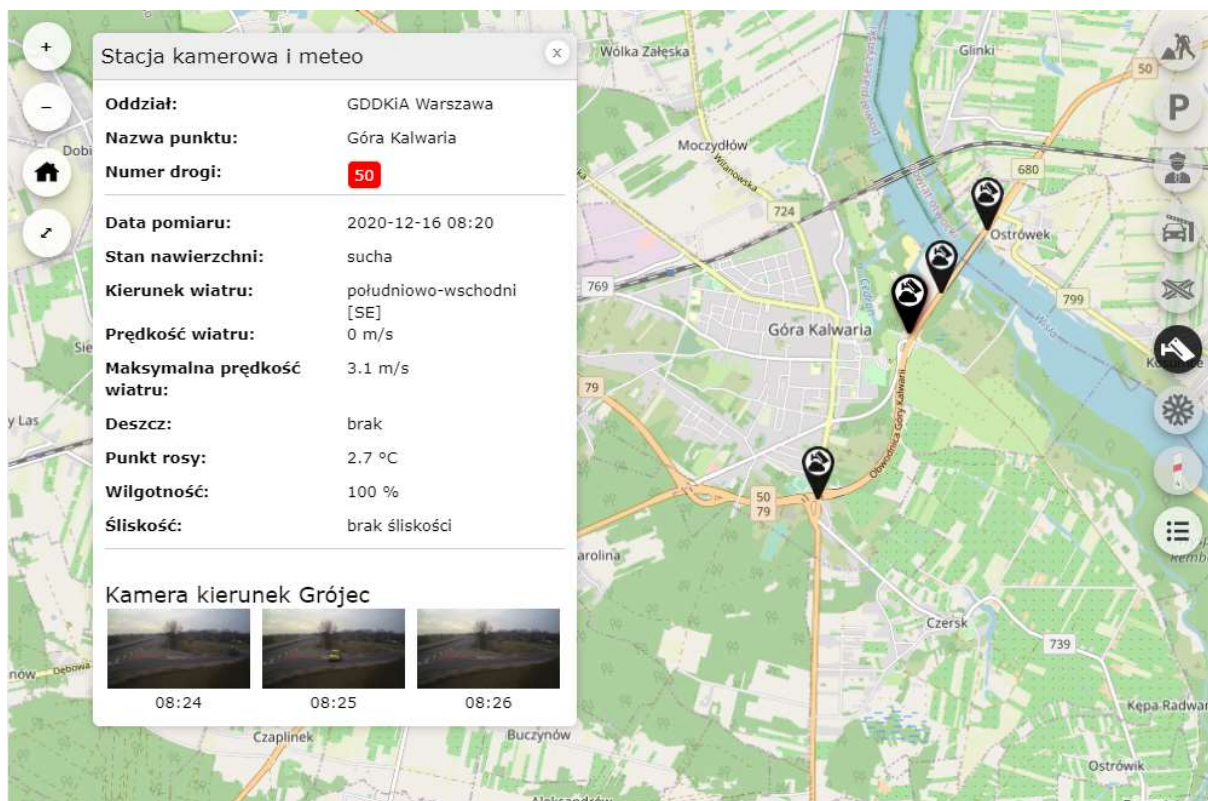 +
Stacja kamerowa i meteo
x
Oddział: GDDKiA Warszawa
Nazwa punktu: Góra Kalwaria
Numer drogi: 50
Data pomiaru: 2020-12-16 08:20
Stan nawierzchni: sucha
Kierunek wiatru: południowo-wschodni
[SE]
Prędkość wiatru: 0 m/s
Maksymalna prędkość 3.1 m/s
wiatru:
Deszcz: brak
Punkt rosy: 2.7 °C
Wilgotność: 100 %
Śliskość: brak śliskości
Kamera kierunek Grójec
08:24 08:25 08:26
−
Dobi
Sie
y Las
nów
Dębowa
Czaplinek
Buczynów
Aleksandrów
Wólka Załęska
Glinki
50
P
Moczydłów
Wilanowska
680
724
Ostrówek
769
799
Góra Kalwaria
Cedron
Wisła
79
Obwodnica Góry Kalwarii
50
79
arolina
Czersk
739
Kępa Radwań
Ostrówik